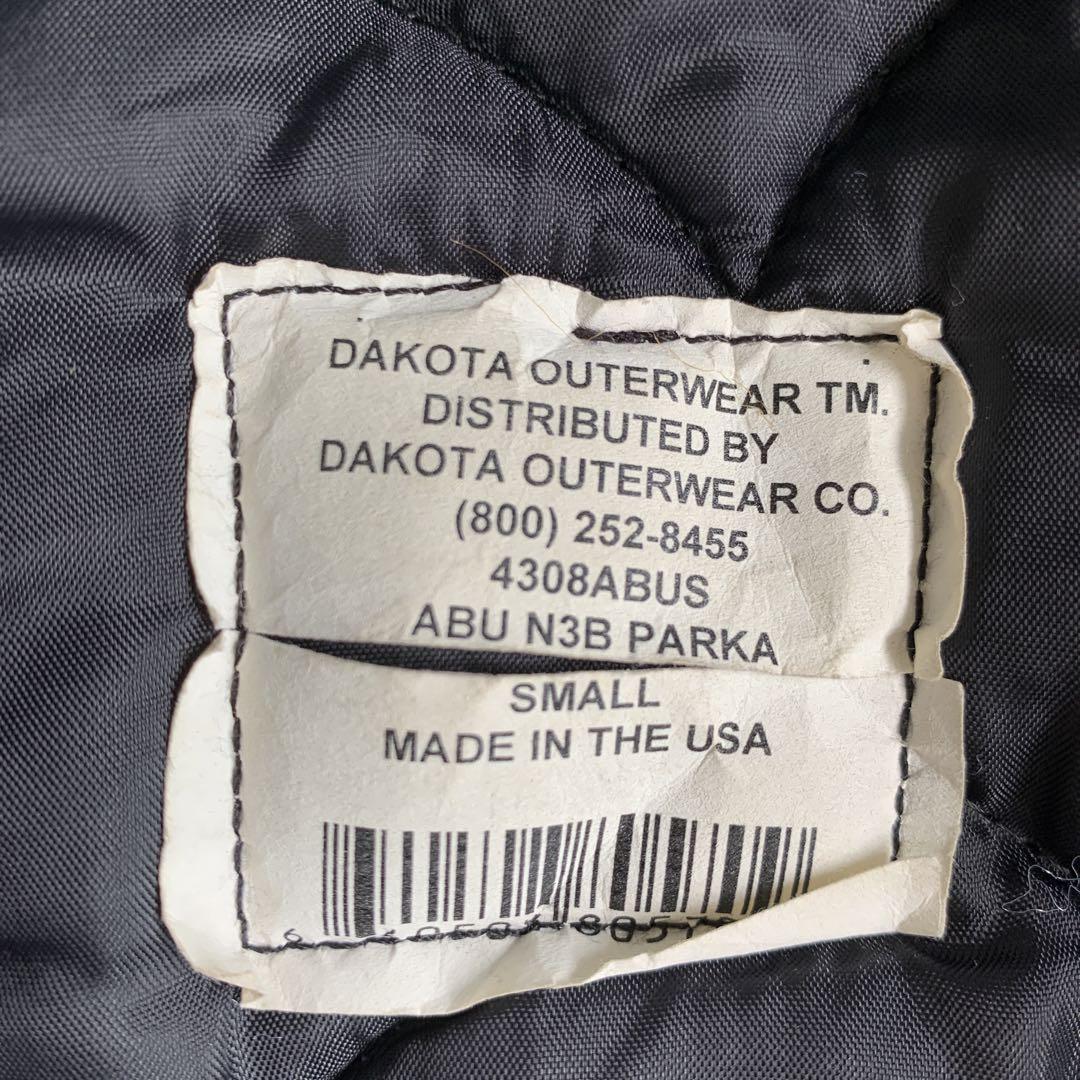 DAKOTA OUTERWEAR TM.
DISTRIBUTED BY
DAKOTA OUTERWEAR CO.
(800) 252-8455
4308ABUS
ABU N3B PARKA
SMALL
MADE IN THE USA